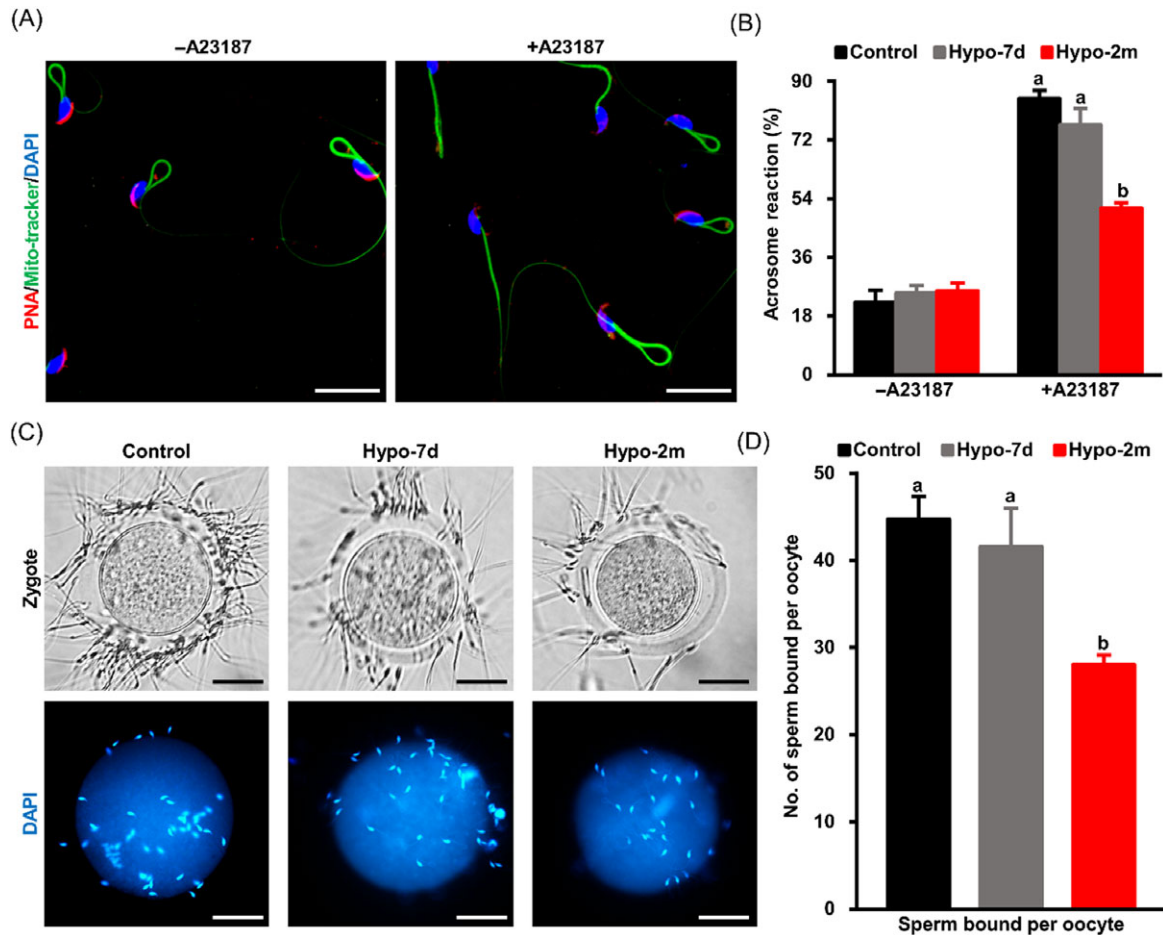 (A)
–A23187
+A23187
PNA/Mito-tracker/DAPI
(B)
Control Hypo-7d Hypo-2m
Acrosome reaction (%)
90
72
54
36
18
0
a
a
b
–A23187
+A23187
(C)
Control
Hypo-7d
Hypo-2m
Zygote
DAPI
(D)
Control Hypo-7d Hypo-2m
No. of sperm bound per oocyte
50
40
30
20
10
0
a
a
b
Sperm bound per oocyte